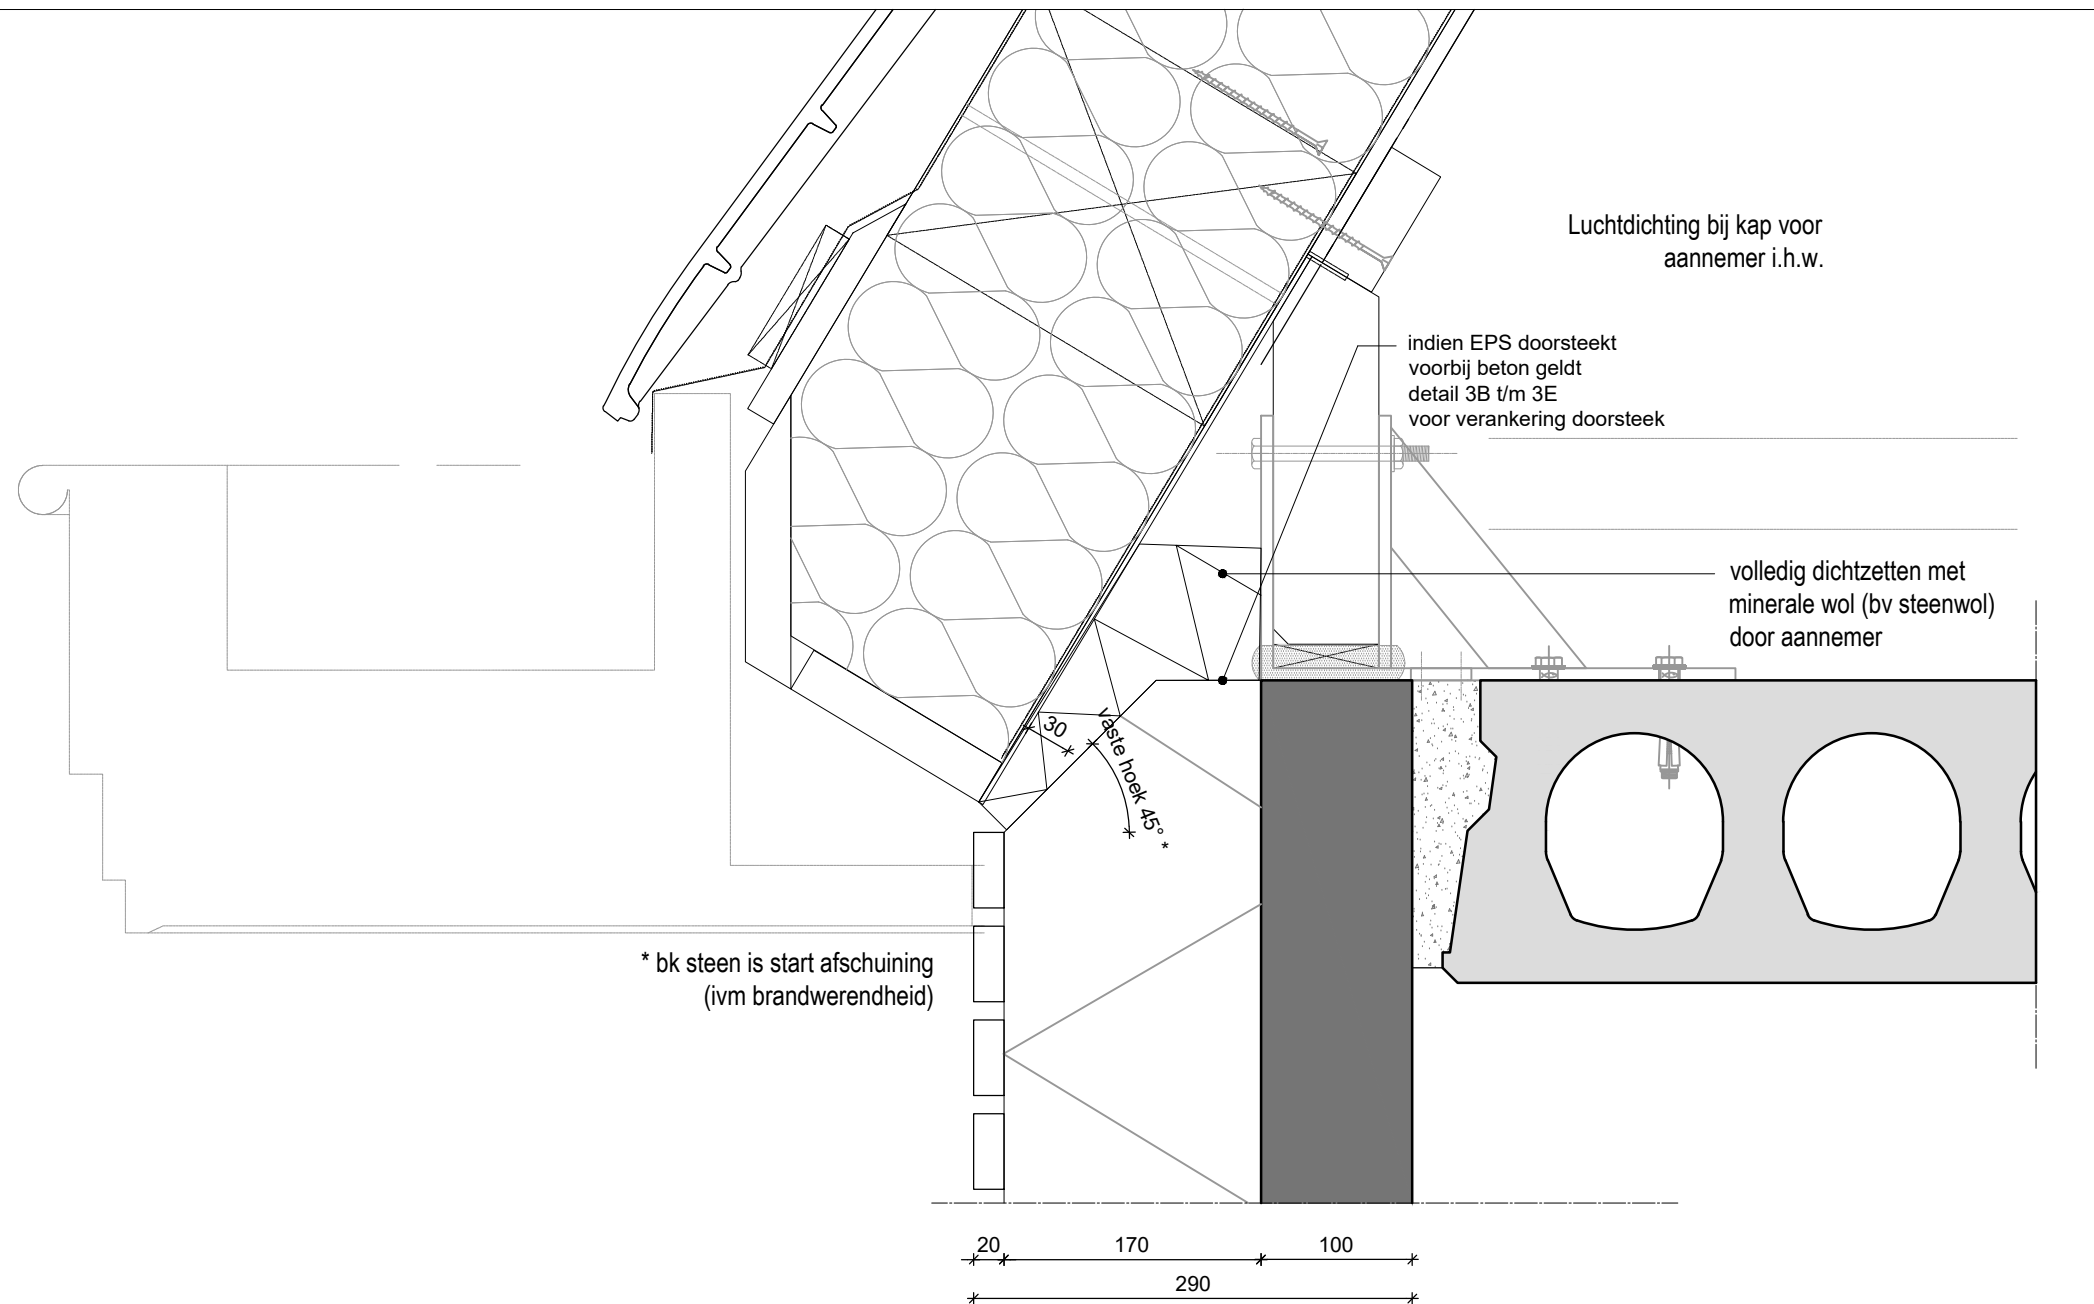 Luchtdichting bij kap voor
aannemer i.h.w.
indien EPS doorsteekt
voorbij beton geldt
detail 3B t/m 3E
voor verankering doorsteek
volledig dichtzetten met
minerale wol (bv steenwol)
door aannemer
30
vaste hoek 45° *
* bk steen is start afschuining
(ivm brandwerendheid)
20 170 100
290